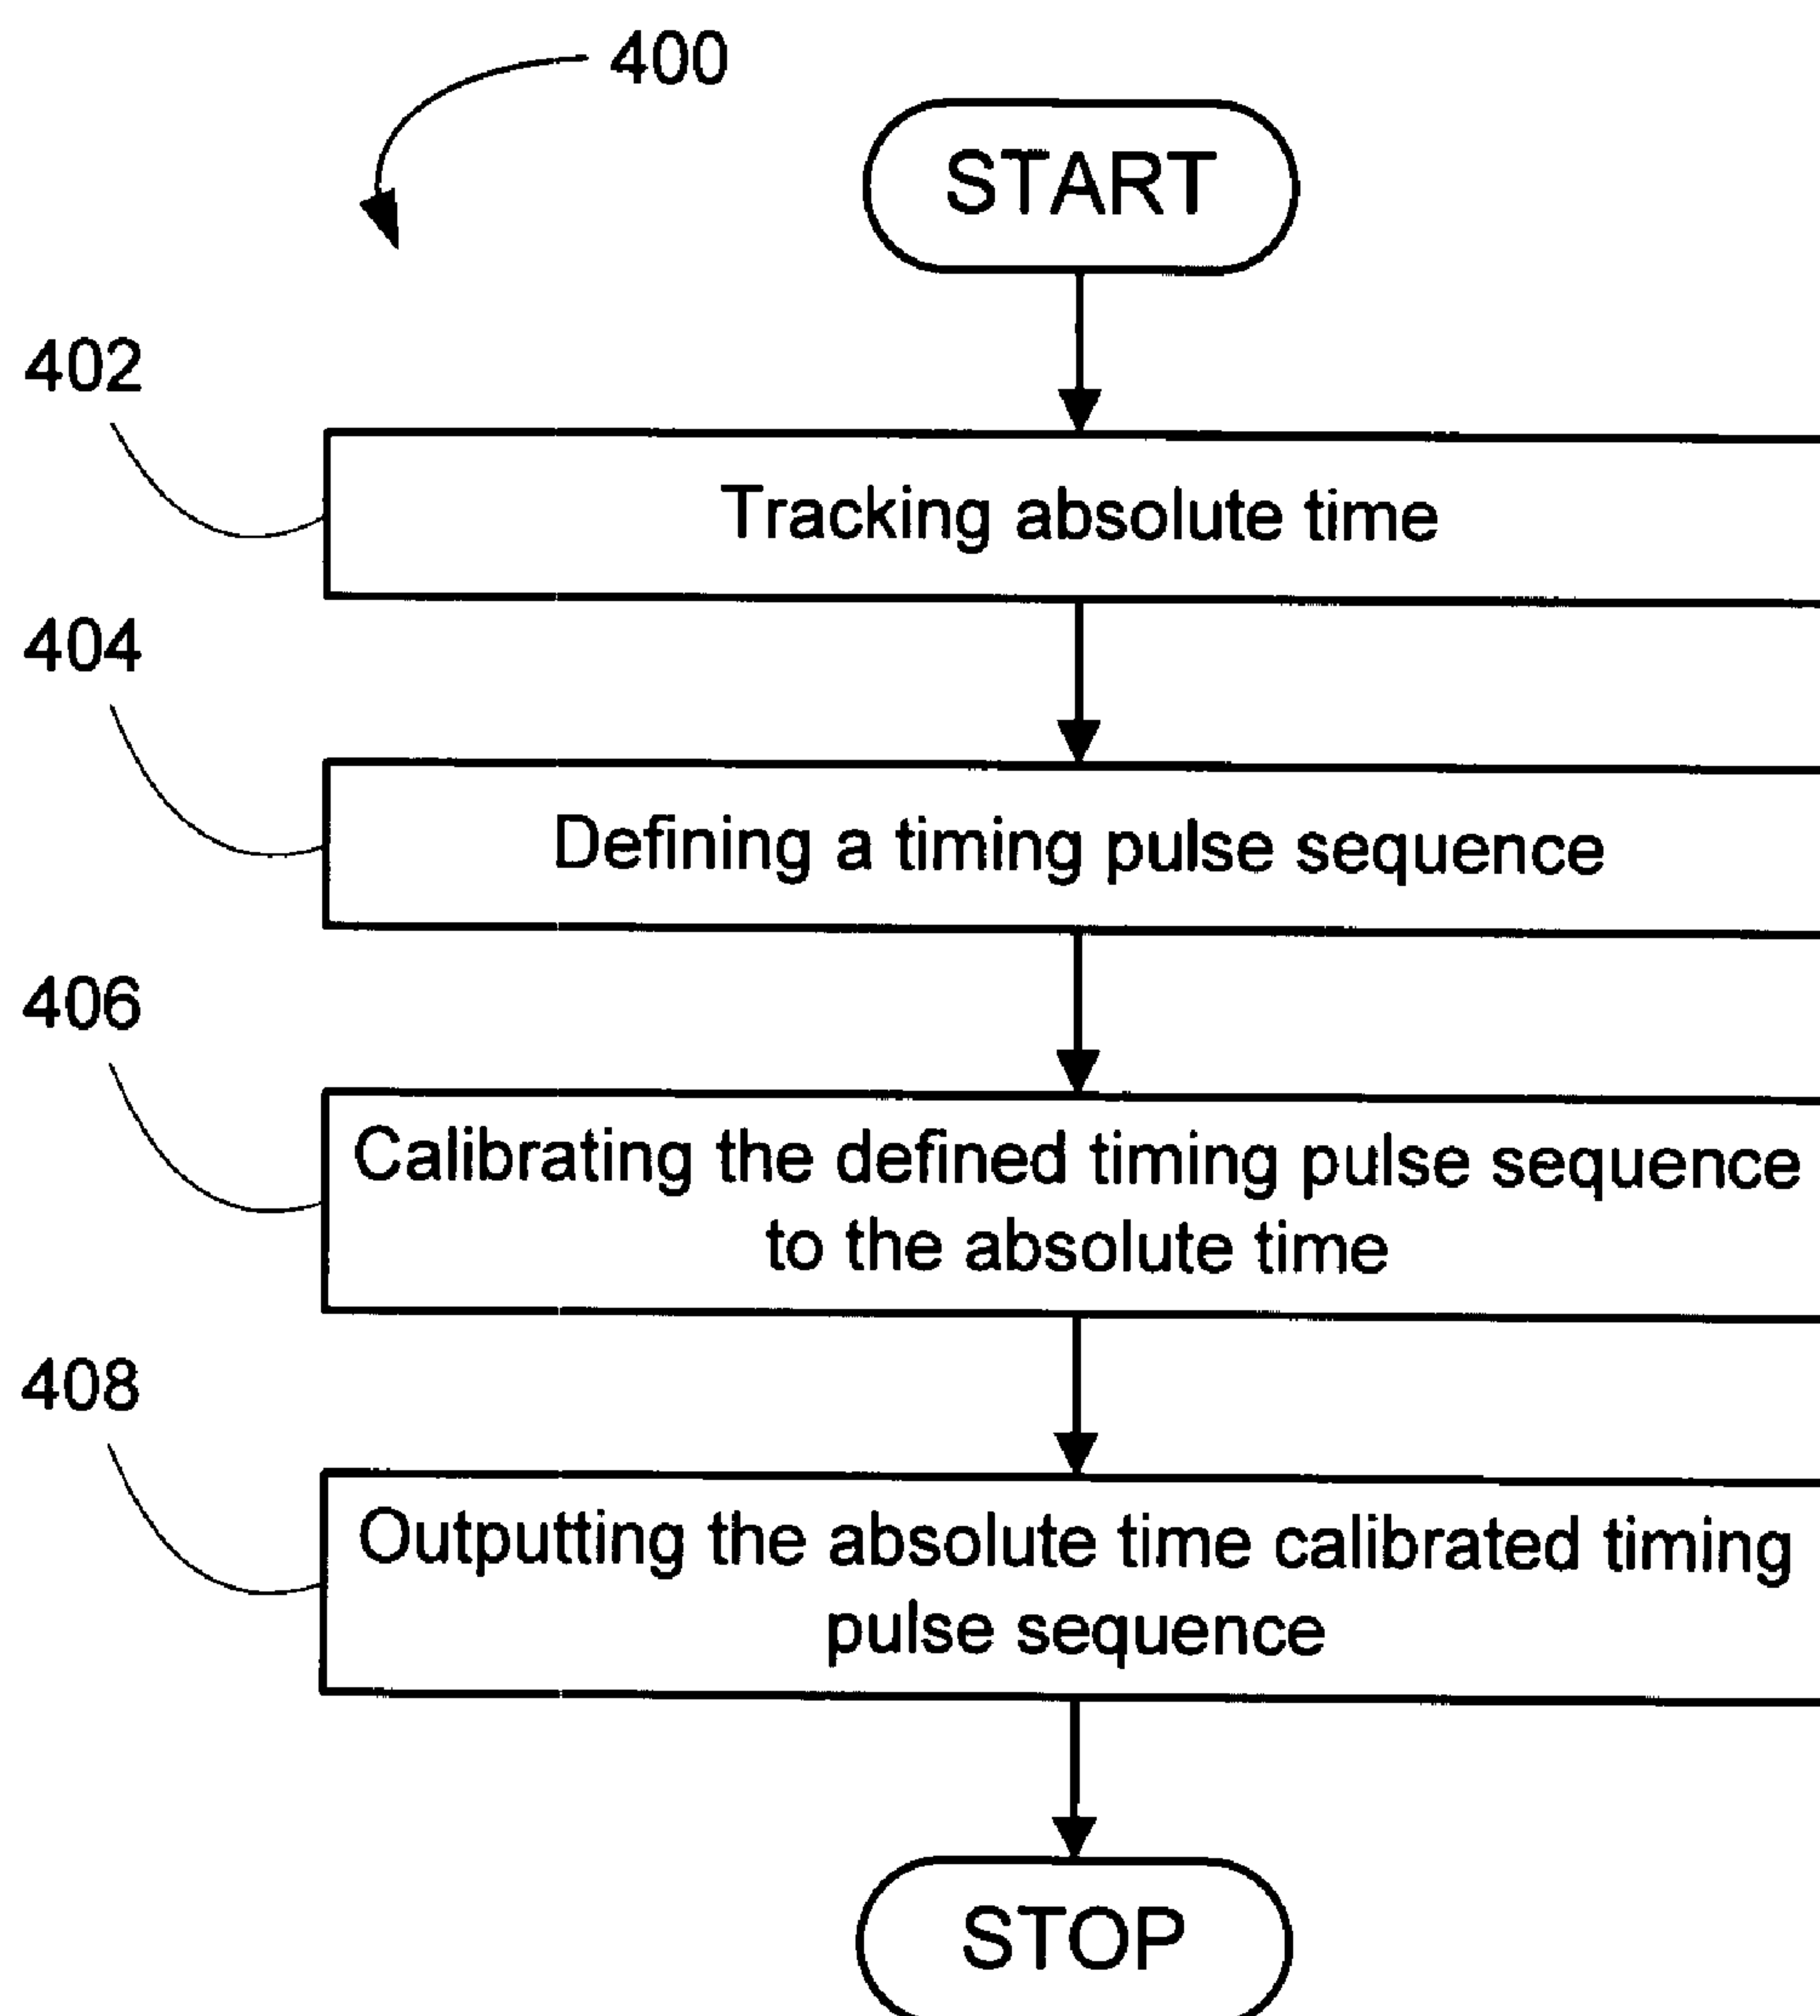 400
START
402
Tracking absolute time
404
Defining a timing pulse sequence
406
Calibrating the defined timing pulse sequence
to the absolute time
408
Outputting the absolute time calibrated timing
pulse sequence
STOP